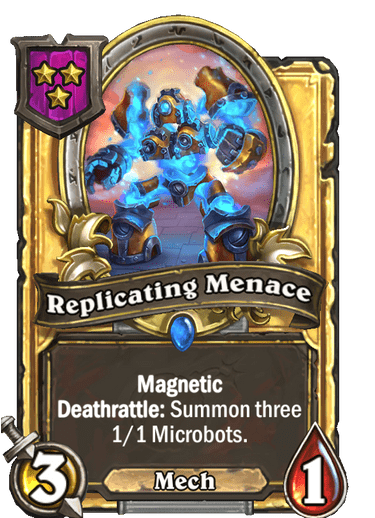 Replicating Menace
Magnetic
Deathrattle: Summon three
1/1 Microbots.
3
Mech
1